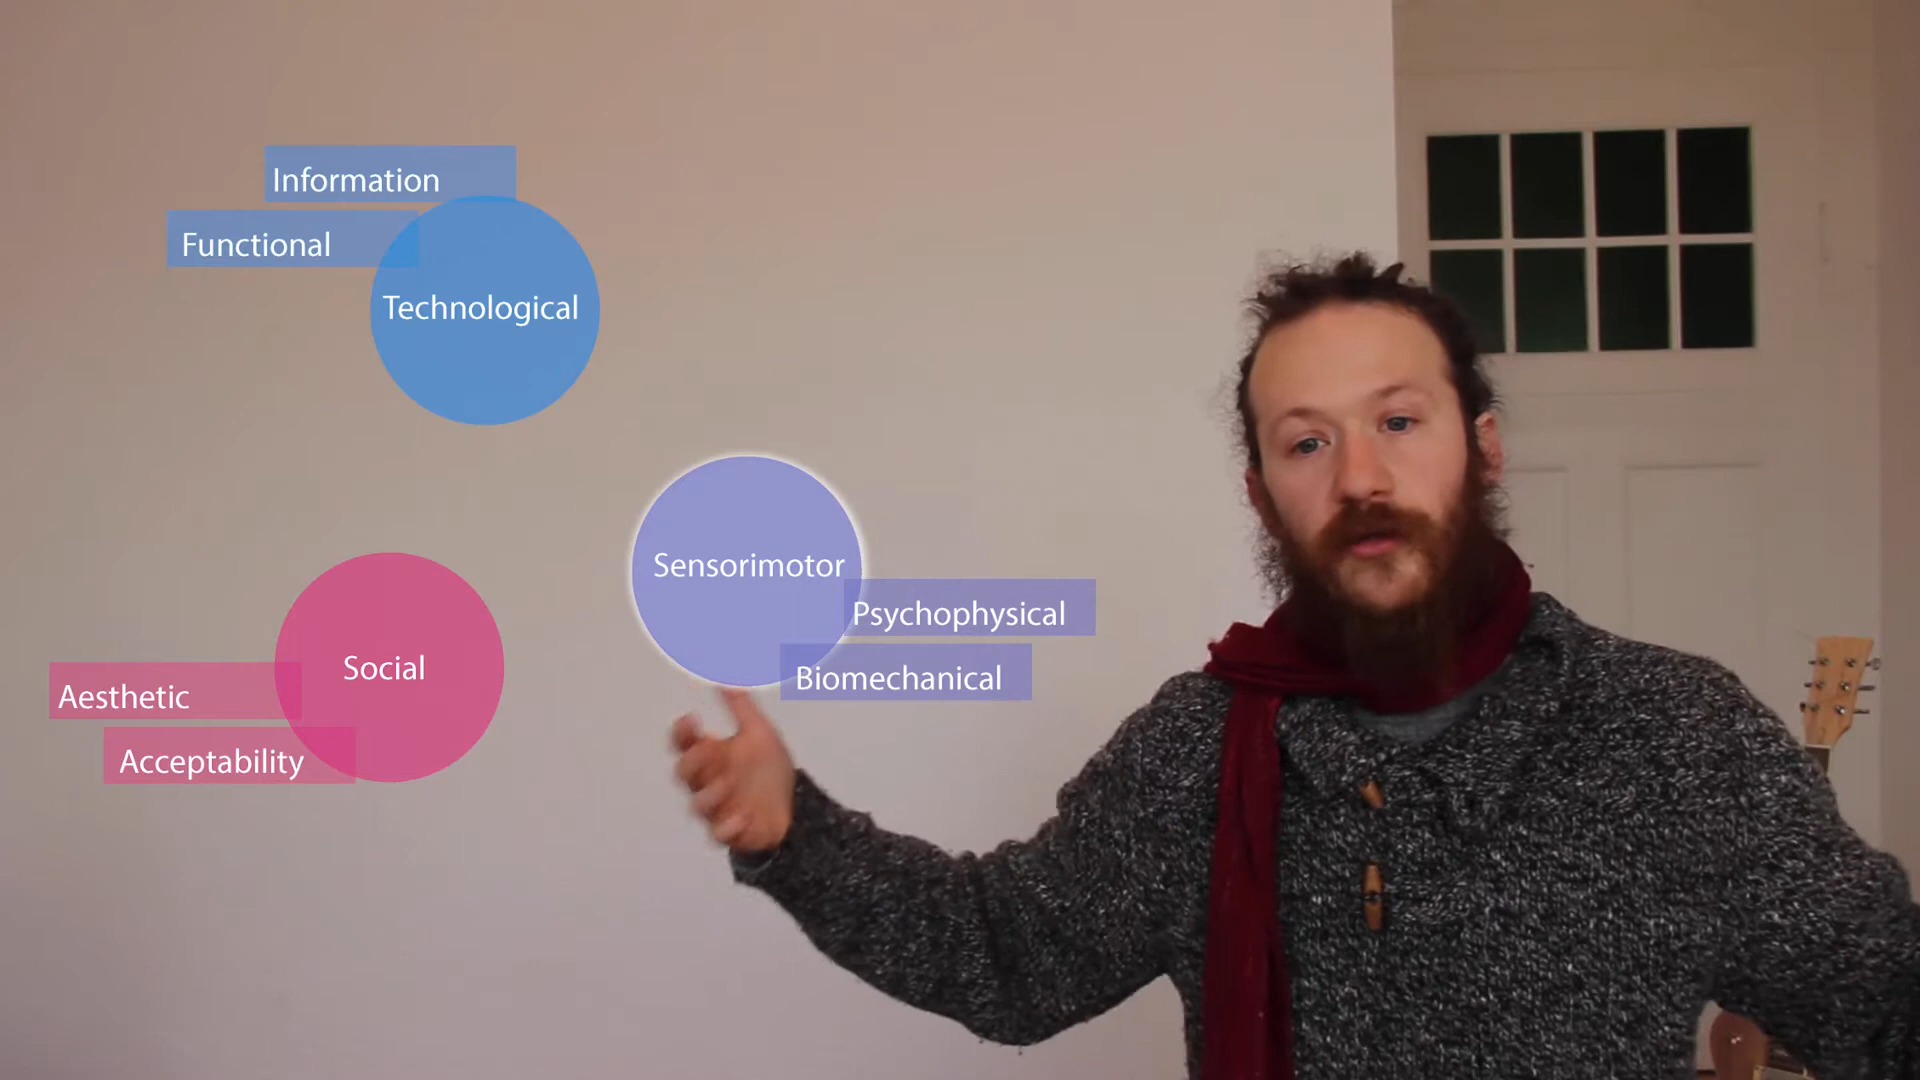 Information
Functional
Technological
Sensorimotor
Psychophysical
Biomechanical
Social
Aesthetic
Acceptability